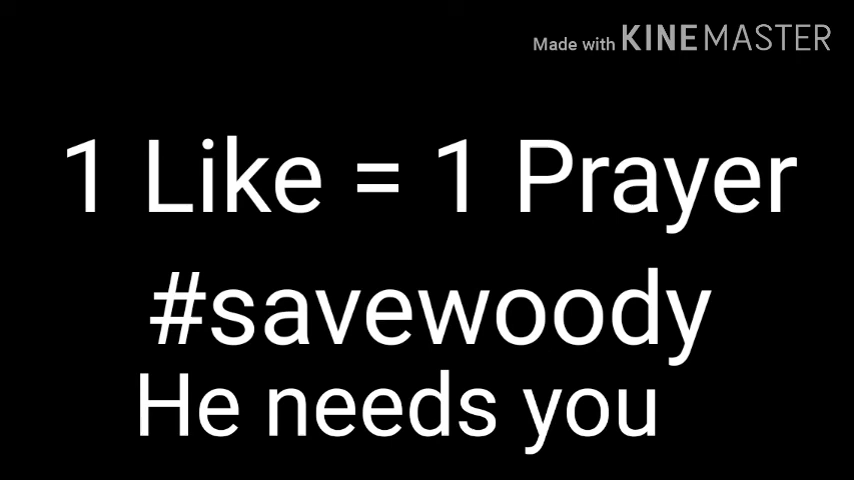 Made with KINEMASTER
1 Like = 1 Prayer
#savewoody
He needs you